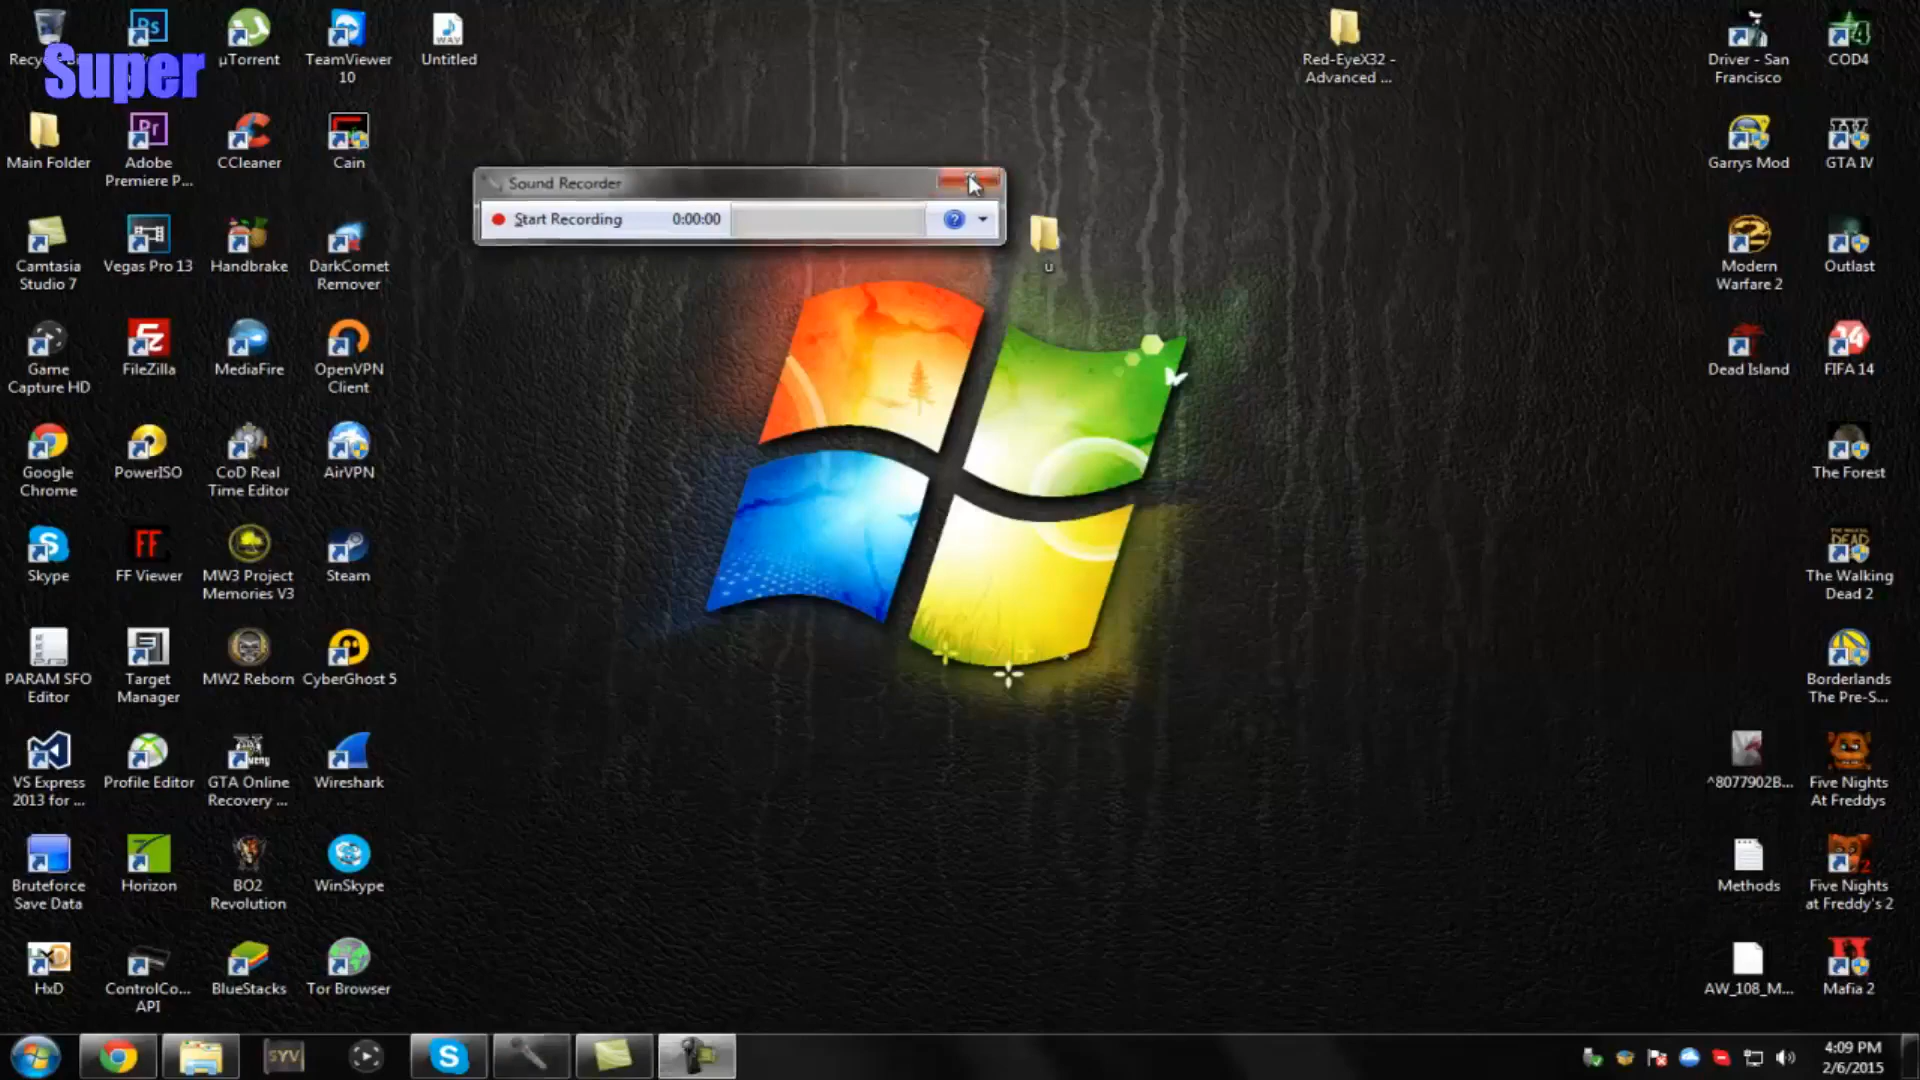 Super
Untitled
µTorrent
TeamViewer
10
Red-EyeX32 -
Advanced ...
Driver - San
Francisco
COD4
Main Folder
Adobe
Premiere P...
CCleaner
Cain
Garrys Mod
GTA IV
Sound Recorder
Start Recording
0:00:00
u
Camtasia
Studio 7
Vegas Pro 13
Handbrake
DarkComet
Remover
Modern
Warfare 2
Outlast
Game
Capture HD
FileZilla
MediaFire
OpenVPN
Client
Dead Island
FIFA 14
Google
Chrome
PowerISO
CoD Real
Time Editor
AirVPN
The Forest
Skype
FF Viewer
MW3 Project
Memories V3
Steam
The Walking
Dead 2
PARAM SFO
Editor
Target
Manager
MW2 Reborn
CyberGhost 5
Borderlands
The Pre-S...
VS Express
2013 for ...
Profile Editor
GTA Online
Recovery ...
Wireshark
^8077902B...
Five Nights
At Freddys
Bruteforce
Save Data
Horizon
BO2
Revolution
WinSkype
Methods
Five Nights
at Freddy's 2
HxD
ControlCo...
API
BlueStacks
Tor Browser
AW_108_M...
Mafia 2
SYV
4:09 PM
2/6/2015